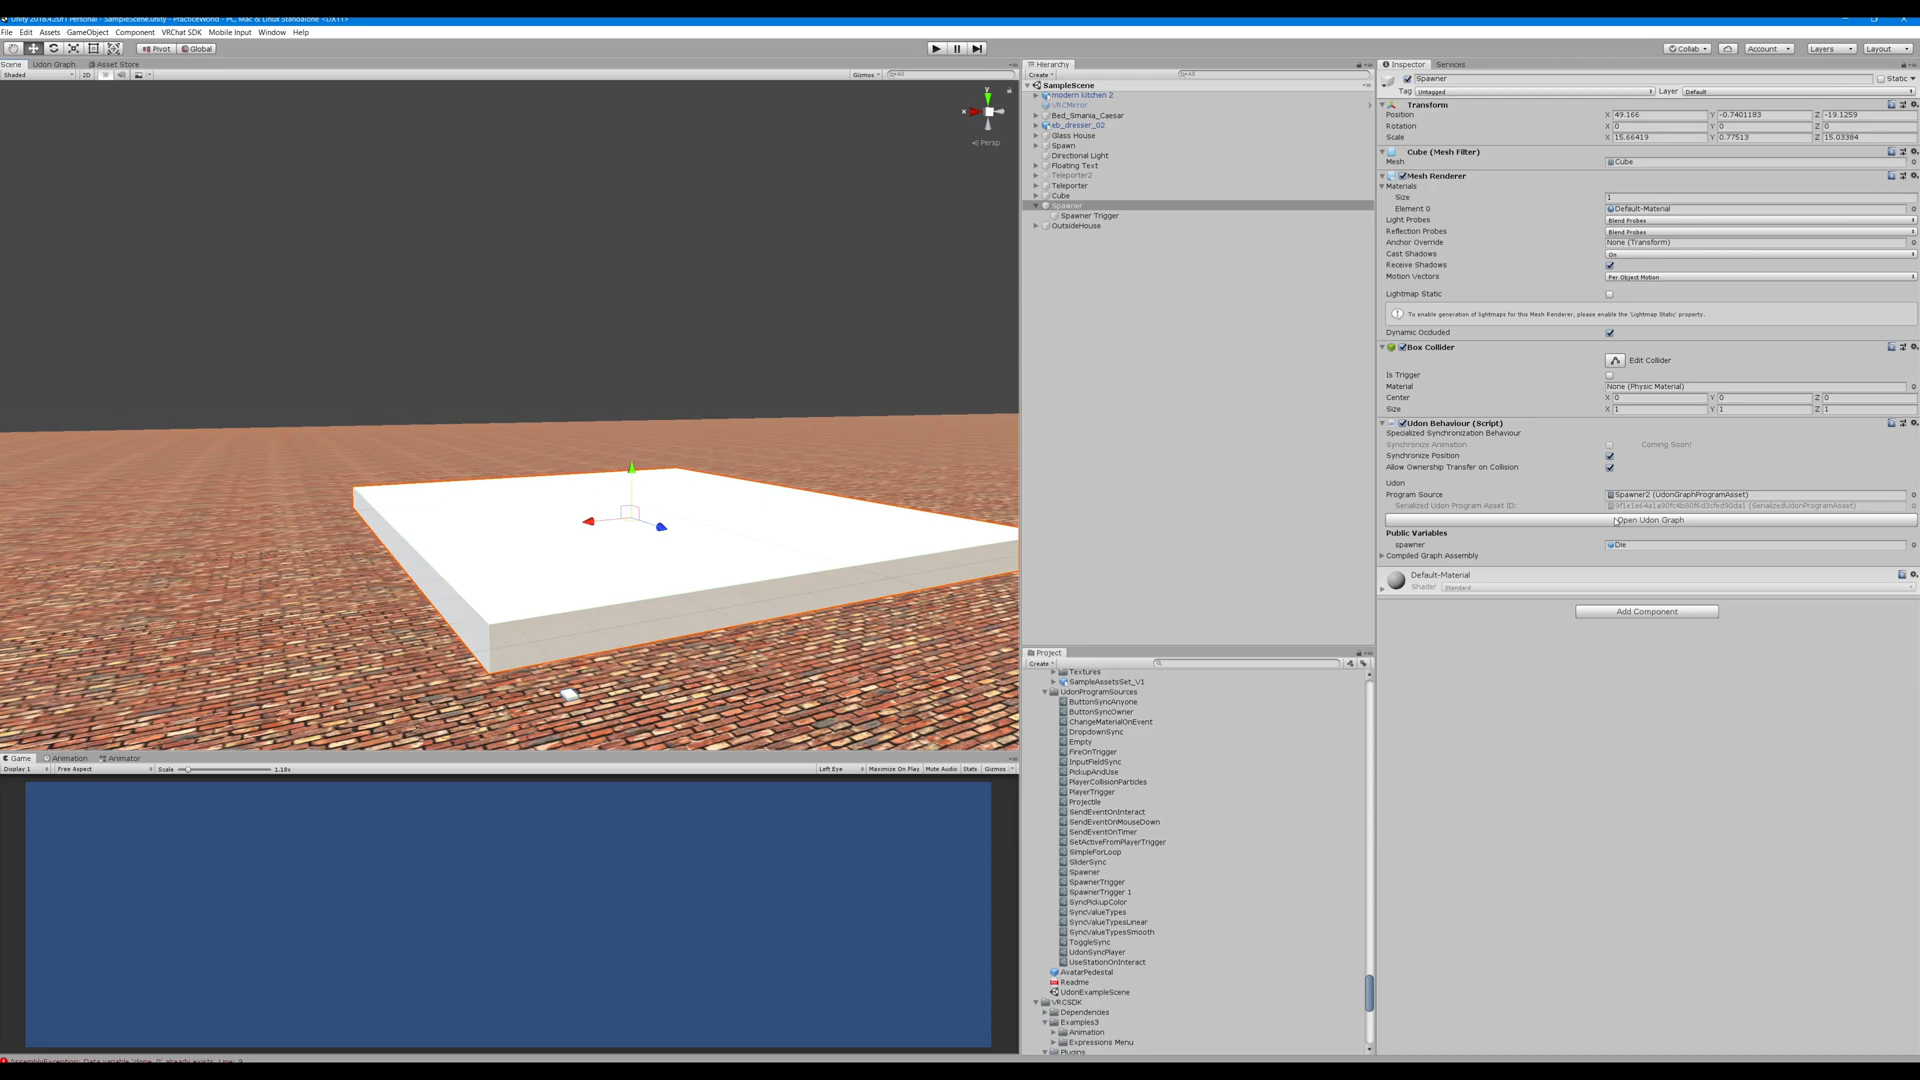 Unity 2018.4.20f1 Personal - SampleScene.unity - PracticeWorld - PC, Mac & Linux Standalone <DX11>
File Edit Assets GameObject Component VRChat SDK Mobile Input Window Help
Pivot Global Collab Account Layers Layout
Scene Udon Graph Asset Store
Shaded 2D Gizmos All
y
x
Persp
Hierarchy
Create All
SampleScene
modern kitchen 2
VRCMirror
Bed_Smania_Caesar
eb_dresser_02
Glass House
Spawn
Directional Light
Floating Text
Teleporter2
Teleporter
Cube
Spawner
Spawner Trigger
OutsideHouse
Inspector Services
Spawner Static
Tag Untagged Layer Default
Transform
Position X 49.166 Y -0.7401183 Z -19.1259
Rotation X 0 Y 0 Z 0
Scale X 15.66419 Y 0.77513 Z 15.03384
Cube (Mesh Filter)
Mesh Cube
Mesh Renderer
Materials
Size 1
Element 0 Default-Material
Light Probes Blend Probes
Reflection Probes Blend Probes
Anchor Override None (Transform)
Cast Shadows On
Receive Shadows
Motion Vectors Per Object Motion
Lightmap Static
To enable generation of lightmaps for this Mesh Renderer, please enable the 'Lightmap Static' property.
Dynamic Occluded
Box Collider
Edit Collider
Is Trigger
Material None (Physic Material)
Center X 0 Y 0 Z 0
Size X 1 Y 1 Z 1
Udon Behaviour (Script)
Specialized Synchronization Behaviour
Synchronize Animation Coming Soon!
Synchronize Position
Allow Ownership Transfer on Collision
Udon
Program Source Spawner2 (UdonGraphProgramAsset)
Serialized Udon Program Asset ID: 9f1e1e64a1a90fc4b80f6d3cfed90da1 (SerializedUdonProgramAsset)
Open Udon Graph
Public Variables
spawner Die
Compiled Graph Assembly
Default-Material
Shader Standard
Add Component
Project
Create
Textures
SampleAssetsSet_V1
UdonProgramSources
ButtonSyncAnyone
ButtonSyncOwner
ChangeMaterialOnEvent
DropdownSync
Empty
FireOnTrigger
InputFieldSync
PickupAndUse
PlayerCollisionParticles
PlayerTrigger
Projectile
SendEventOnInteract
SendEventOnMouseDown
SendEventOnTimer
SetActiveFromPlayerTrigger
SimpleForLoop
SliderSync
Spawner
SpawnerTrigger
SpawnerTrigger 1
SyncPickupColor
SyncValueTypes
SyncValueTypesLinear
SyncValueTypesSmooth
ToggleSync
UdonSyncPlayer
UseStationOnInteract
AvatarPedestal
Readme
UdonExampleScene
VRCSDK
Dependencies
Examples3
Animation
Expressions Menu
Plugins
Game Animation Animator
Display 1 Free Aspect Scale 1.18x Left Eye Maximize On Play Mute Audio Stats Gizmos
AssemblyException: Data variable 'clone_0' already exists. Line: 9